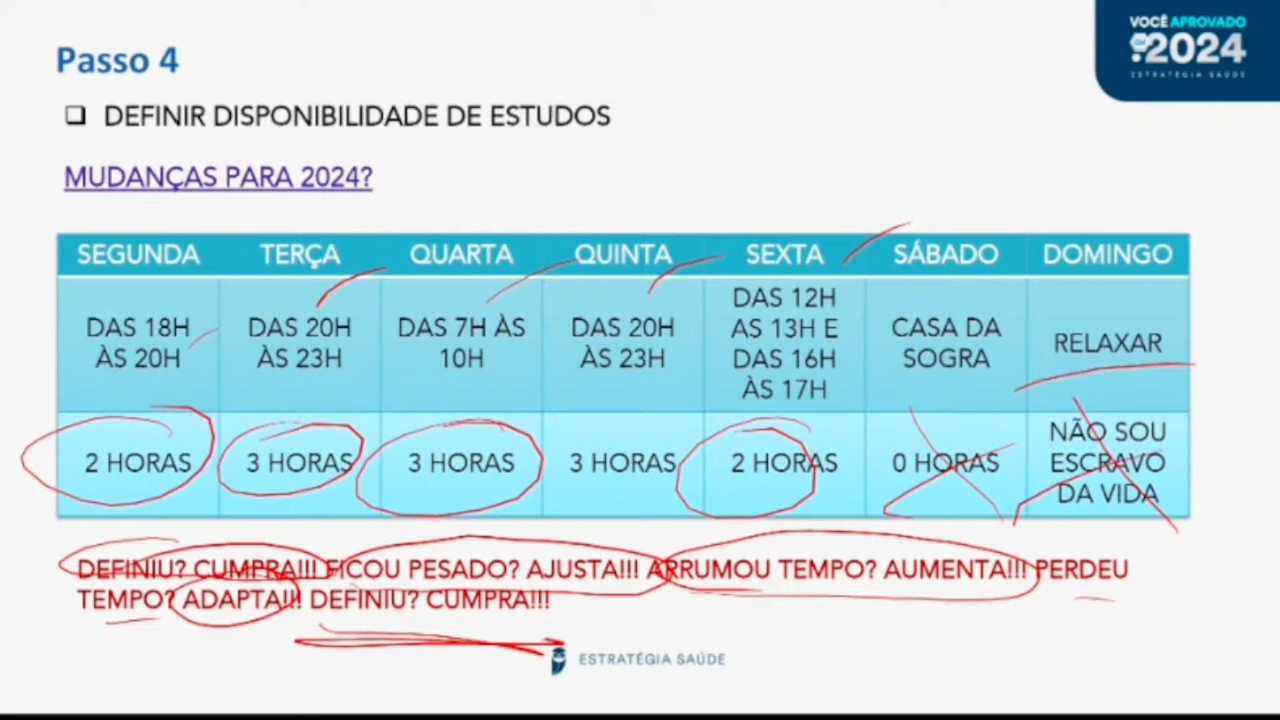 VOCÊ APROVADO
EM
2024
ESTRATÉGIA SAÚDE
Passo 4
❑ DEFINIR DISPONIBILIDADE DE ESTUDOS
MUDANÇAS PARA 2024?
SEGUNDA TERÇA QUARTA QUINTA SEXTA SÁBADO DOMINGO
DAS 18H ÀS 20H DAS 20H ÀS 23H DAS 7H ÀS 10H DAS 20H ÀS 23H DAS 12H AS 13H E DAS 16H ÀS 17H CASA DA SOGRA RELAXAR
2 HORAS 3 HORAS 3 HORAS 3 HORAS 2 HORAS 0 HORAS NÃO SOU ESCRAVO DA VIDA
DEFINIU? CUMPRA!!! FICOU PESADO? AJUSTA!!! ARRUMOU TEMPO? AUMENTA!!! PERDEU
TEMPO? ADAPTA!!! DEFINIU? CUMPRA!!!
ESTRATÉGIA SAÚDE